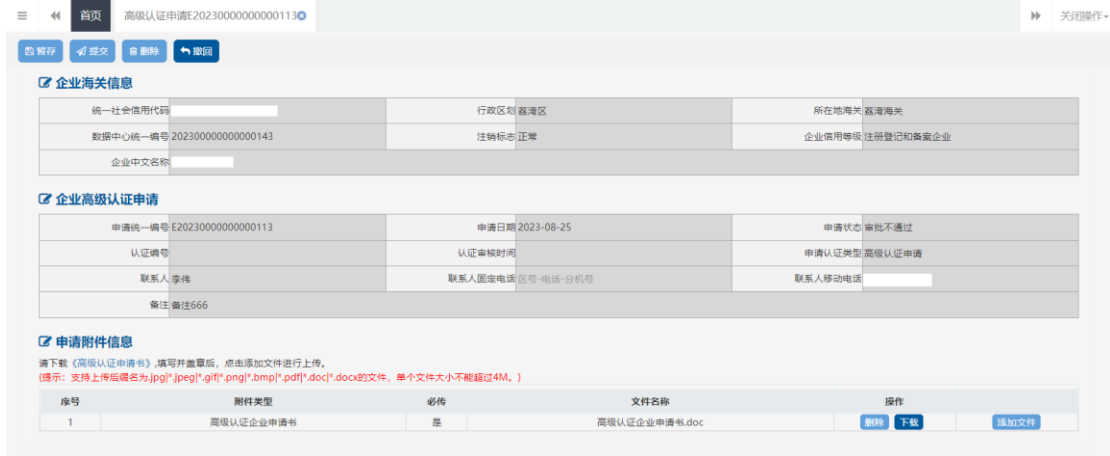 首页 高级认证申请E20230000000000113 关闭操作
暂存 提交 删除 撤回
企业海关信息
统一社会信用代码 行政区划 荔湾区 所在地海关 荔湾海关
数据中心统一编号 202300000000000143 注销标志 正常 企业信用等级 注册登记和备案企业
企业中文名称
企业高级认证申请
申请统一编号 E20230000000000113 申请日期 2023-08-25 申请状态 审批不通过
认证编号 认证审核时间 申请认证类型 高级认证申请
联系人 李伟 联系人固定电话 区号-电话-分机号 联系人移动电话
备注 备注666
申请附件信息
请下载《高级认证申请书》,填写并盖章后，点击添加文件进行上传。
(提示：支持上传后缀名为.jpg|*.jpeg|*.gif|*.png|*.bmp|*.pdf|*.doc|*.docx的文件，单个文件大小不能超过4M。)
序号 附件类型 必传 文件名称 操作
1 高级认证企业申请书 是 高级认证企业申请书.doc 删除 下载 添加文件